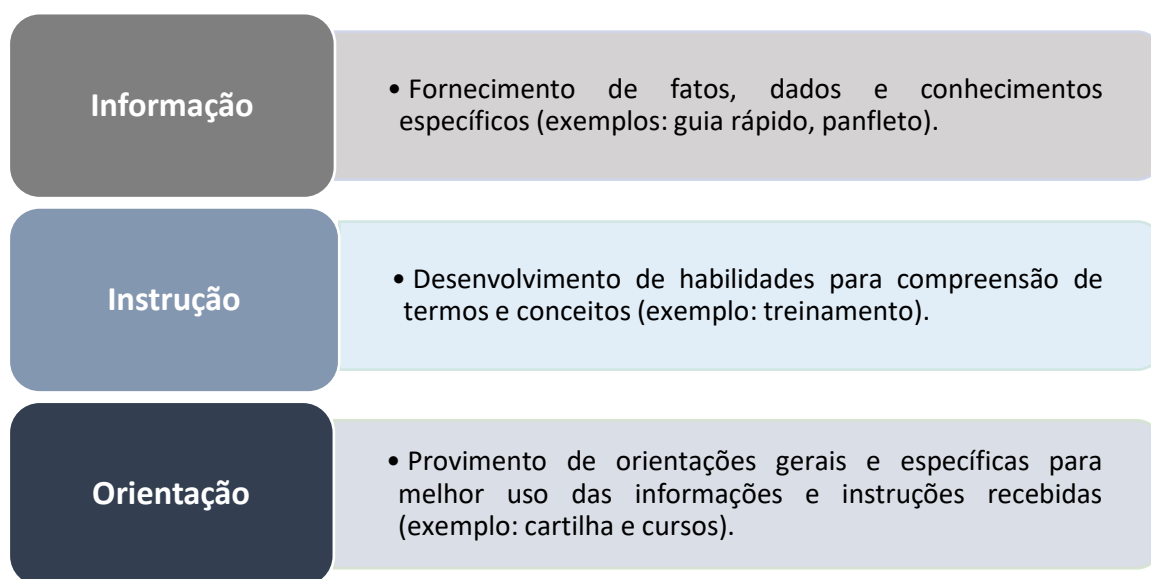 Informação
• Fornecimento de fatos, dados e conhecimentos
específicos (exemplos: guia rápido, panfleto).
Instrução
• Desenvolvimento de habilidades para compreensão de
termos e conceitos (exemplo: treinamento).
Orientação
• Provimento de orientações gerais e específicas para
melhor uso das informações e instruções recebidas
(exemplo: cartilha e cursos).